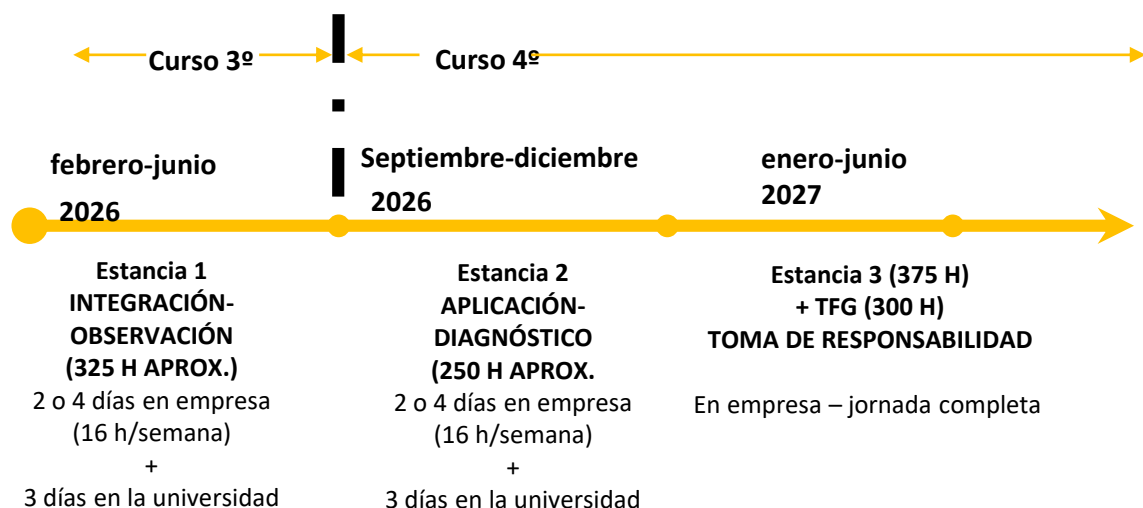 Curso 3º
Curso 4º
febrero-junio
2026
Septiembre-diciembre
2026
enero-junio
2027
Estancia 1
INTEGRACIÓN-
OBSERVACIÓN
(325 H APROX.)
2 o 4 días en empresa
(16 h/semana)
+
3 días en la universidad
Estancia 2
APLICACIÓN-
DIAGNÓSTICO
(250 H APROX.
2 o 4 días en empresa
(16 h/semana)
+
3 días en la universidad
Estancia 3 (375 H)
+ TFG (300 H)
TOMA DE RESPONSABILIDAD
En empresa – jornada completa